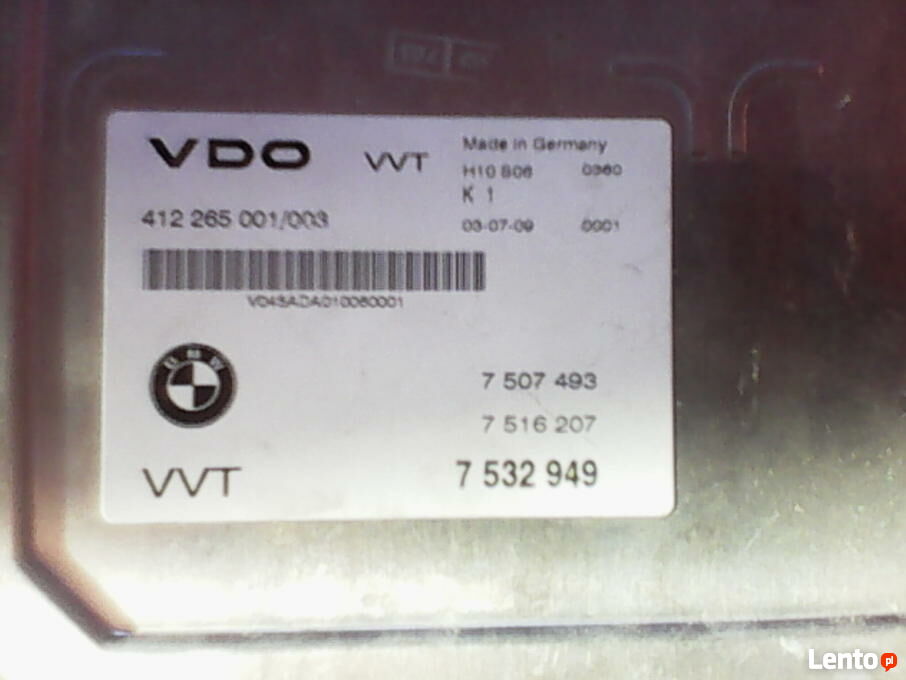 VDO VVT
Made in Germany
H10 S06 0360
K 1
412 265 001/003
03-07-09 0001
V04SADA010060001
BMW
7 507 493
7 516 207
VVT 7 532 949
Lento pl